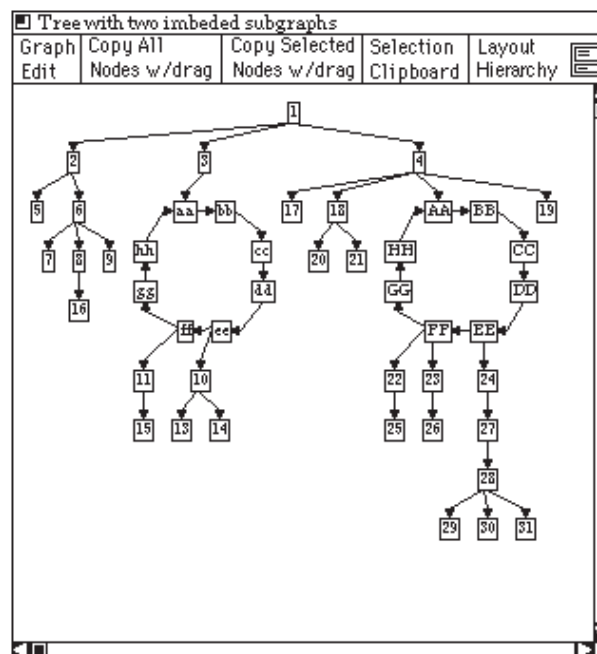 Tree with two imbeded subgraphs
Graph Copy All Copy Selected Selection Layout
Edit Nodes w/drag Nodes w/drag Clipboard Hierarchy
1
2 3 4
5 6 aa bb 17 18 AA BB 19
7 8 9 hh cc 20 21 HH CC
16 gg dd GG DD
ff ee FF EE
11 10 22 23 24
15 13 14 25 26 27
28
29 30 31